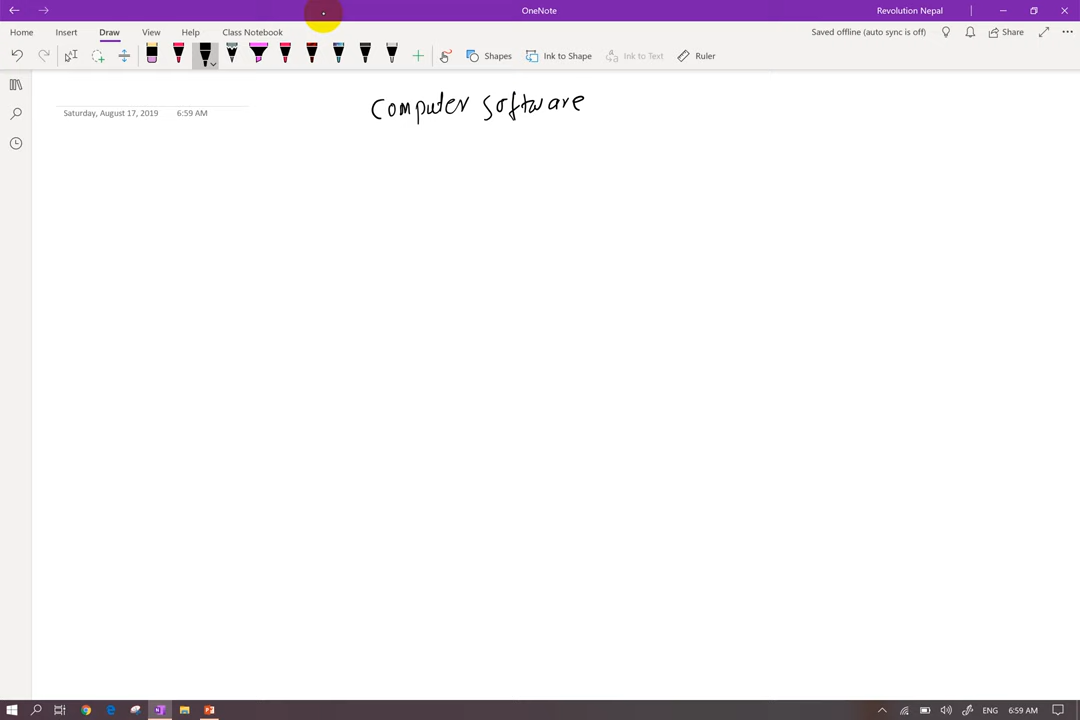 OneNote
Revolution Nepal
Home Insert Draw View Help Class Notebook
Saved offline (auto sync is off) Share
Shapes Ink to Shape Ink to Text Ruler
Computer software
Saturday, August 17, 2019 6:59 AM
ENG 6:59 AM